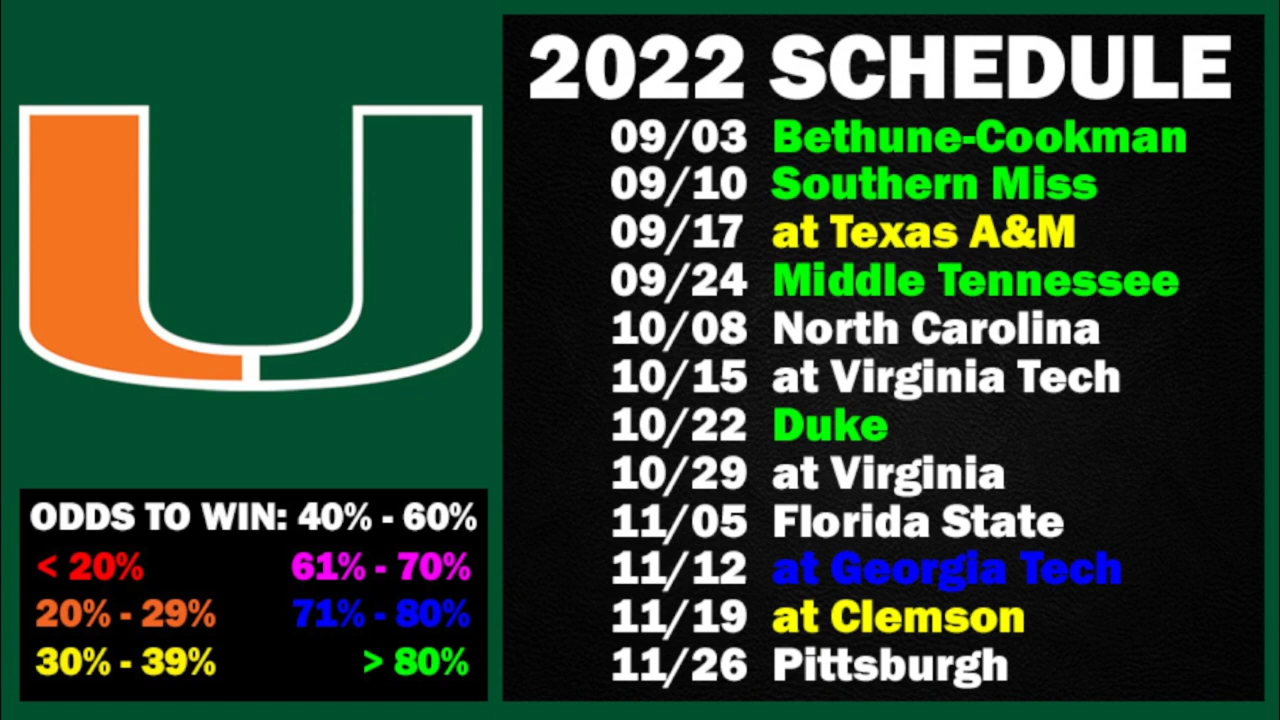 2022 SCHEDULE
09/03 Bethune-Cookman
09/10 Southern Miss
09/17 at Texas A&M
09/24 Middle Tennessee
10/08 North Carolina
10/15 at Virginia Tech
10/22 Duke
10/29 at Virginia
11/05 Florida State
11/12 at Georgia Tech
11/19 at Clemson
11/26 Pittsburgh
ODDS TO WIN: 40% - 60%
< 20% 61% - 70%
20% - 29% 71% - 80%
30% - 39% > 80%